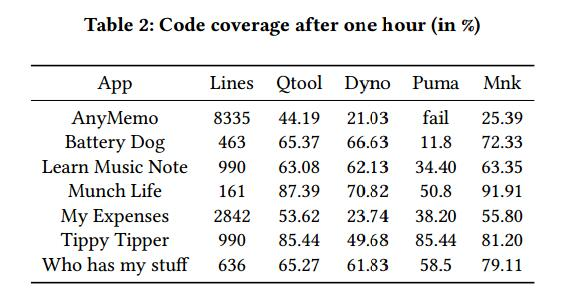 Table 2: Code coverage after one hour (in %)
App Lines Qtool Dyno Puma Mnk
AnyMemo 8335 44.19 21.03 fail 25.39
Battery Dog 463 65.37 66.63 11.8 72.33
Learn Music Note 990 63.08 62.13 34.40 63.35
Munch Life 161 87.39 70.82 50.8 91.91
My Expenses 2842 53.62 23.74 38.20 55.80
Tippy Tipper 990 85.44 49.68 85.44 81.20
Who has my stuff 636 65.27 61.83 58.5 79.11